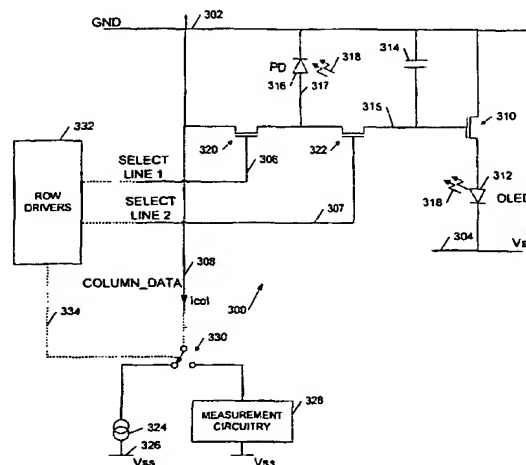 GND
302
PD
318
314
316
317
315
310
332
320
306
322
312
SELECT
LINE 1
318
OLED
ROW
DRIVERS
SELECT
LINE 2
307
304
308
COLUMN_DATA
icol
300
334
330
324
326
Vss
MEASUREMENT
CIRCUITRY
328
Vss